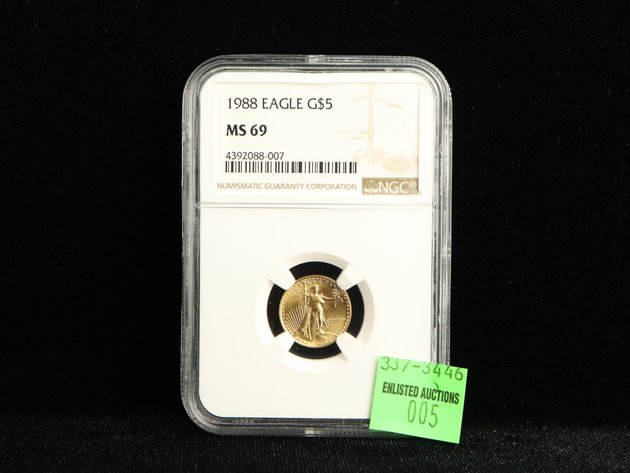 1988 EAGLE G$5
MS 69
4392088-007
NUMISMATIC GUARANTY CORPORATION
NGC®
337-3446
ENLISTED AUCTIONS
005